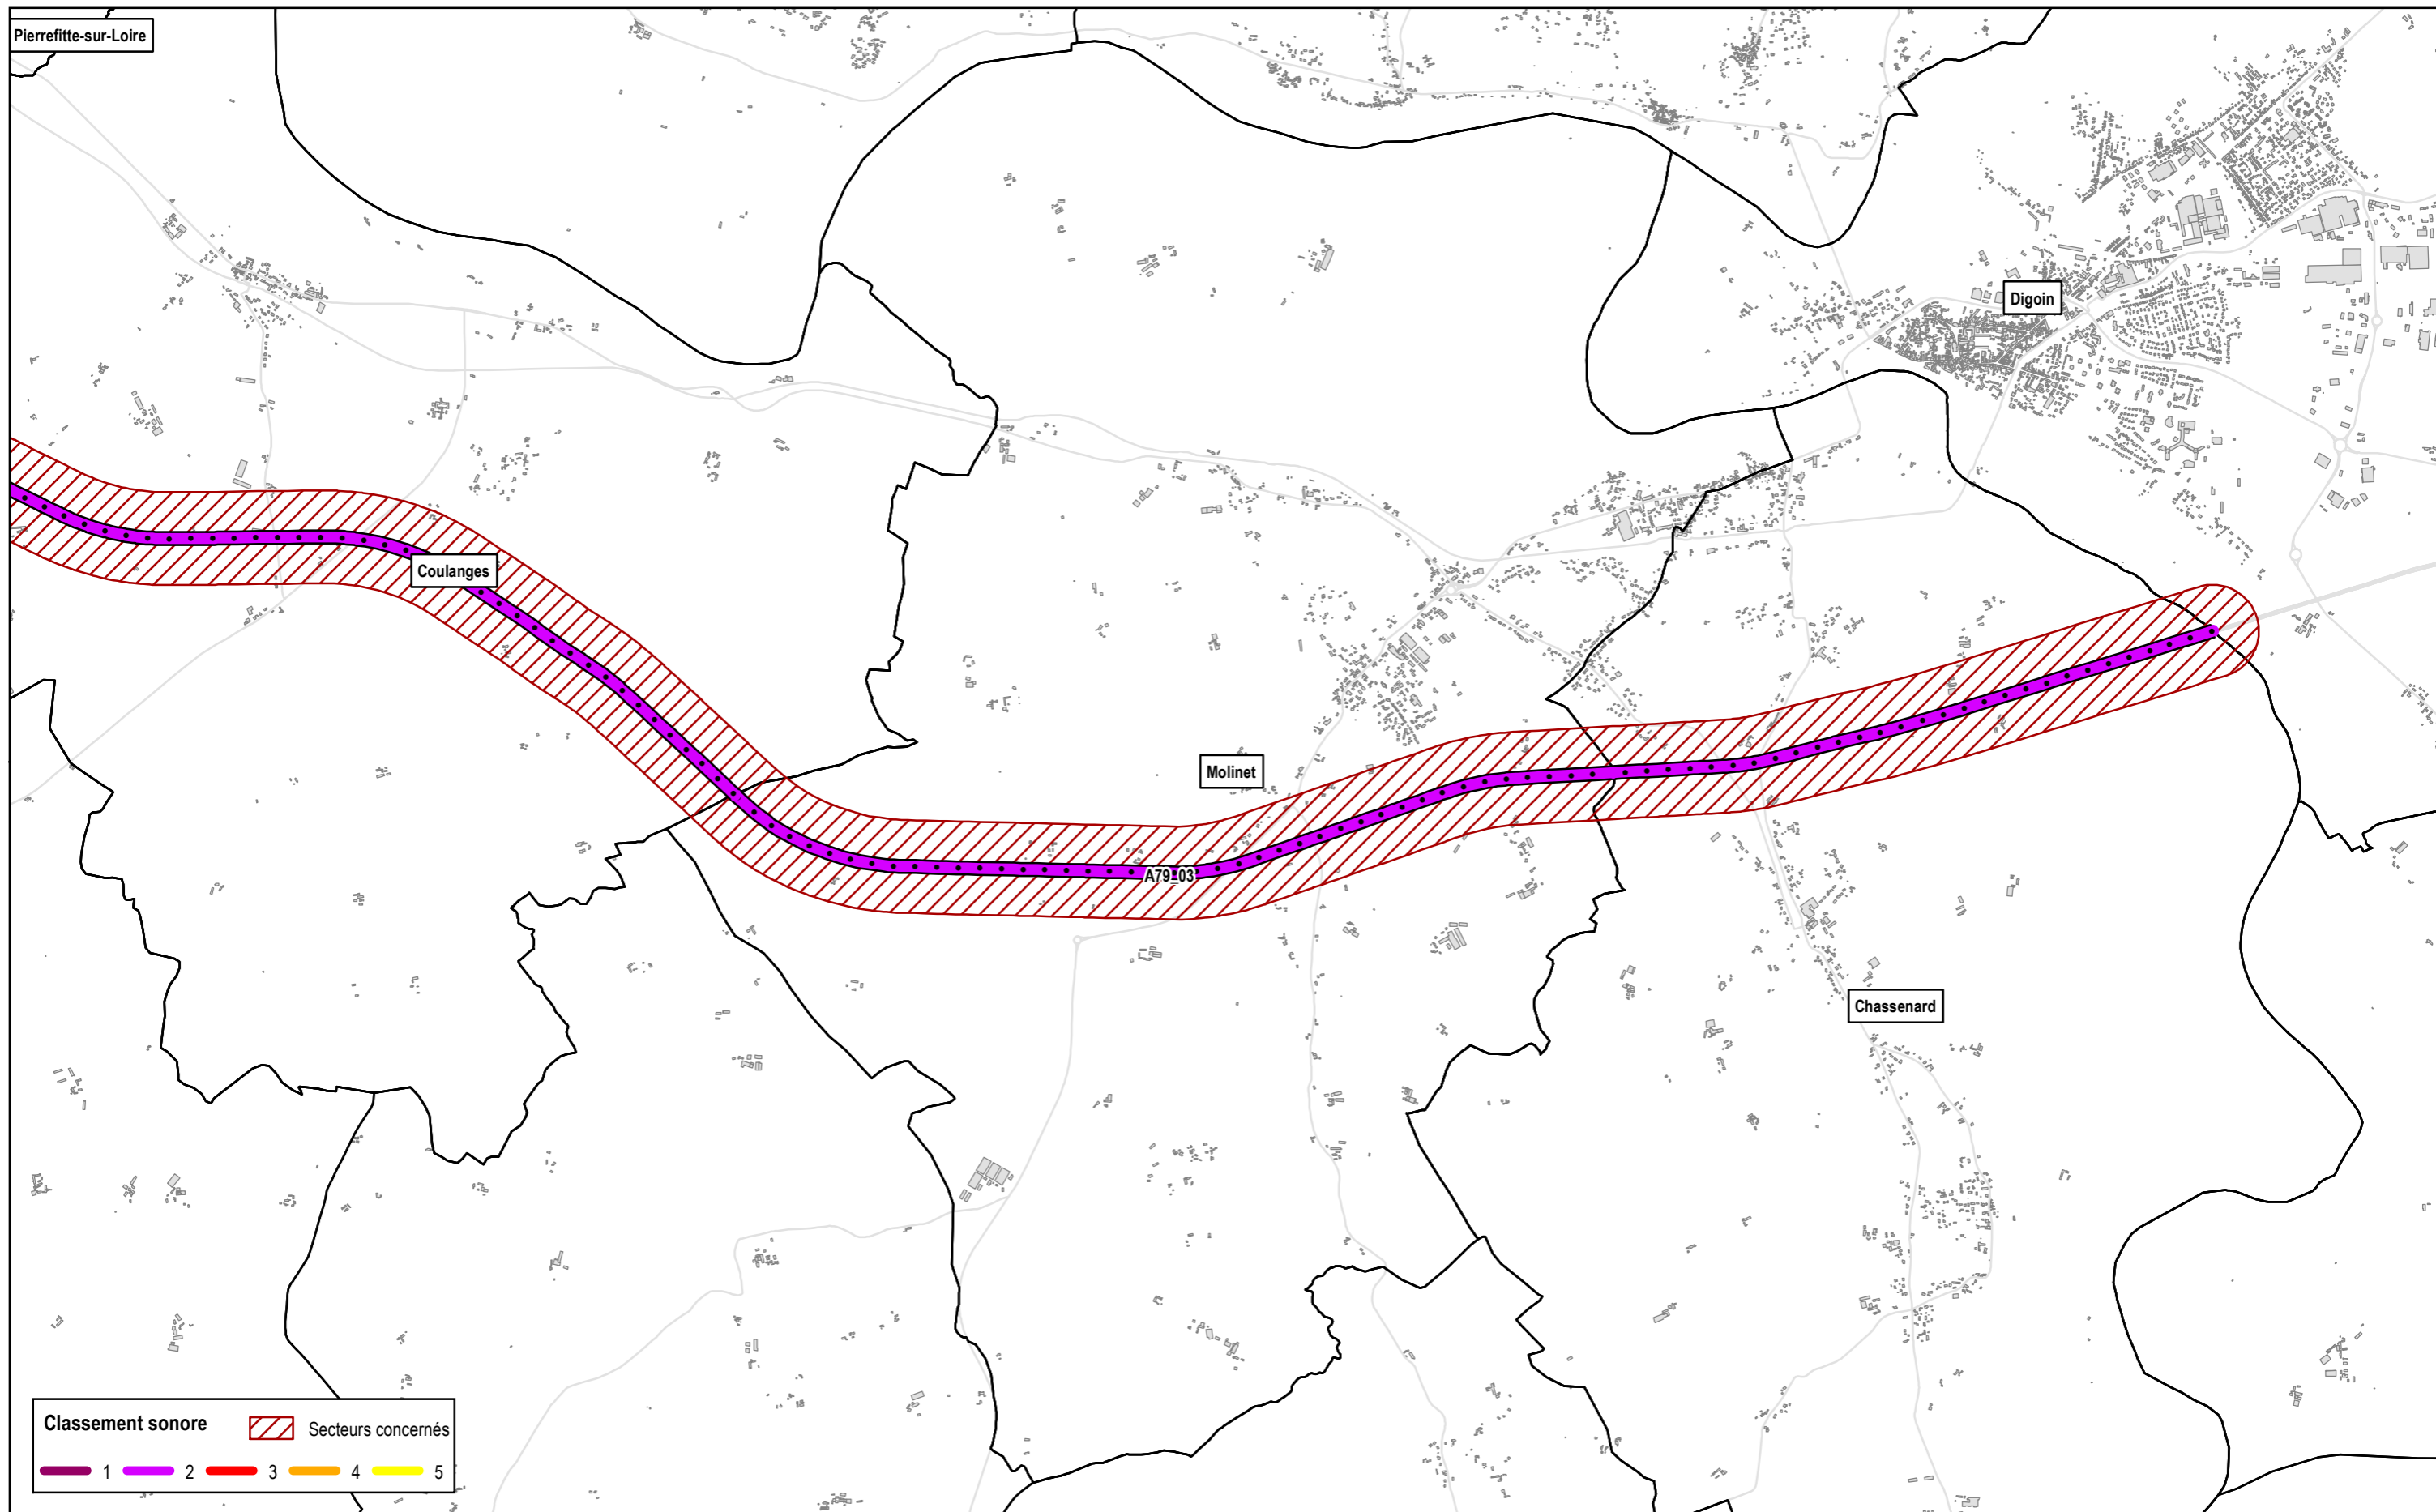 Pierrefitte-sur-Loire
Digoin
Coulanges
Molinet
A79_03
Chassenard
Classement sonore
Secteurs concernés
1 2 3 4 5